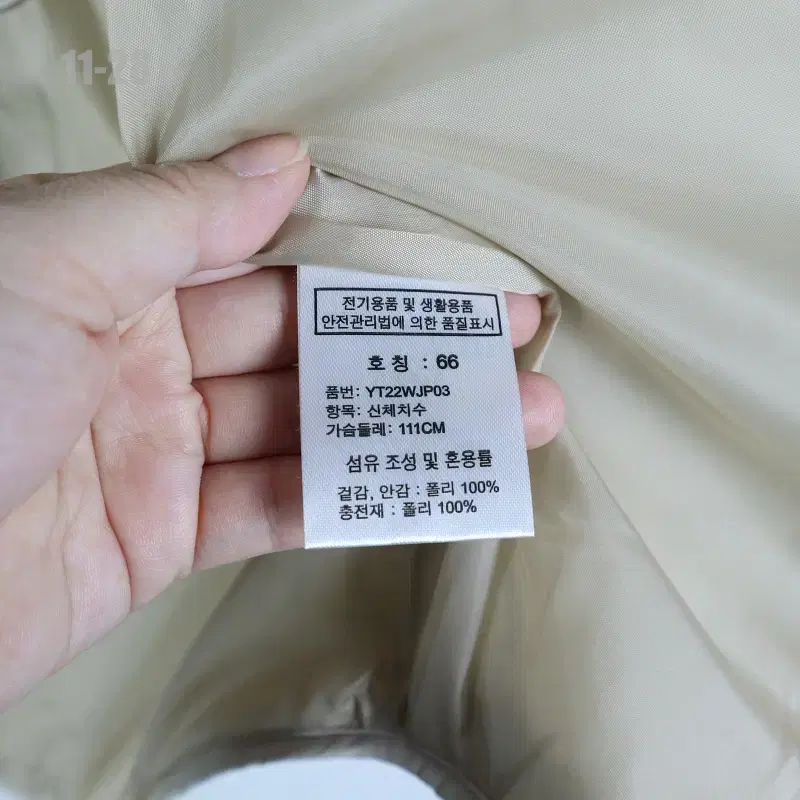 11-28
전기용품 및 생활용품
안전관리법에 의한 품질표시
호칭 : 66
품번: YT22WJP03
항목: 신체치수
가슴둘레: 111CM
섬유 조성 및 혼용률
겉감, 안감 : 폴리 100%
충전재 : 폴리 100%